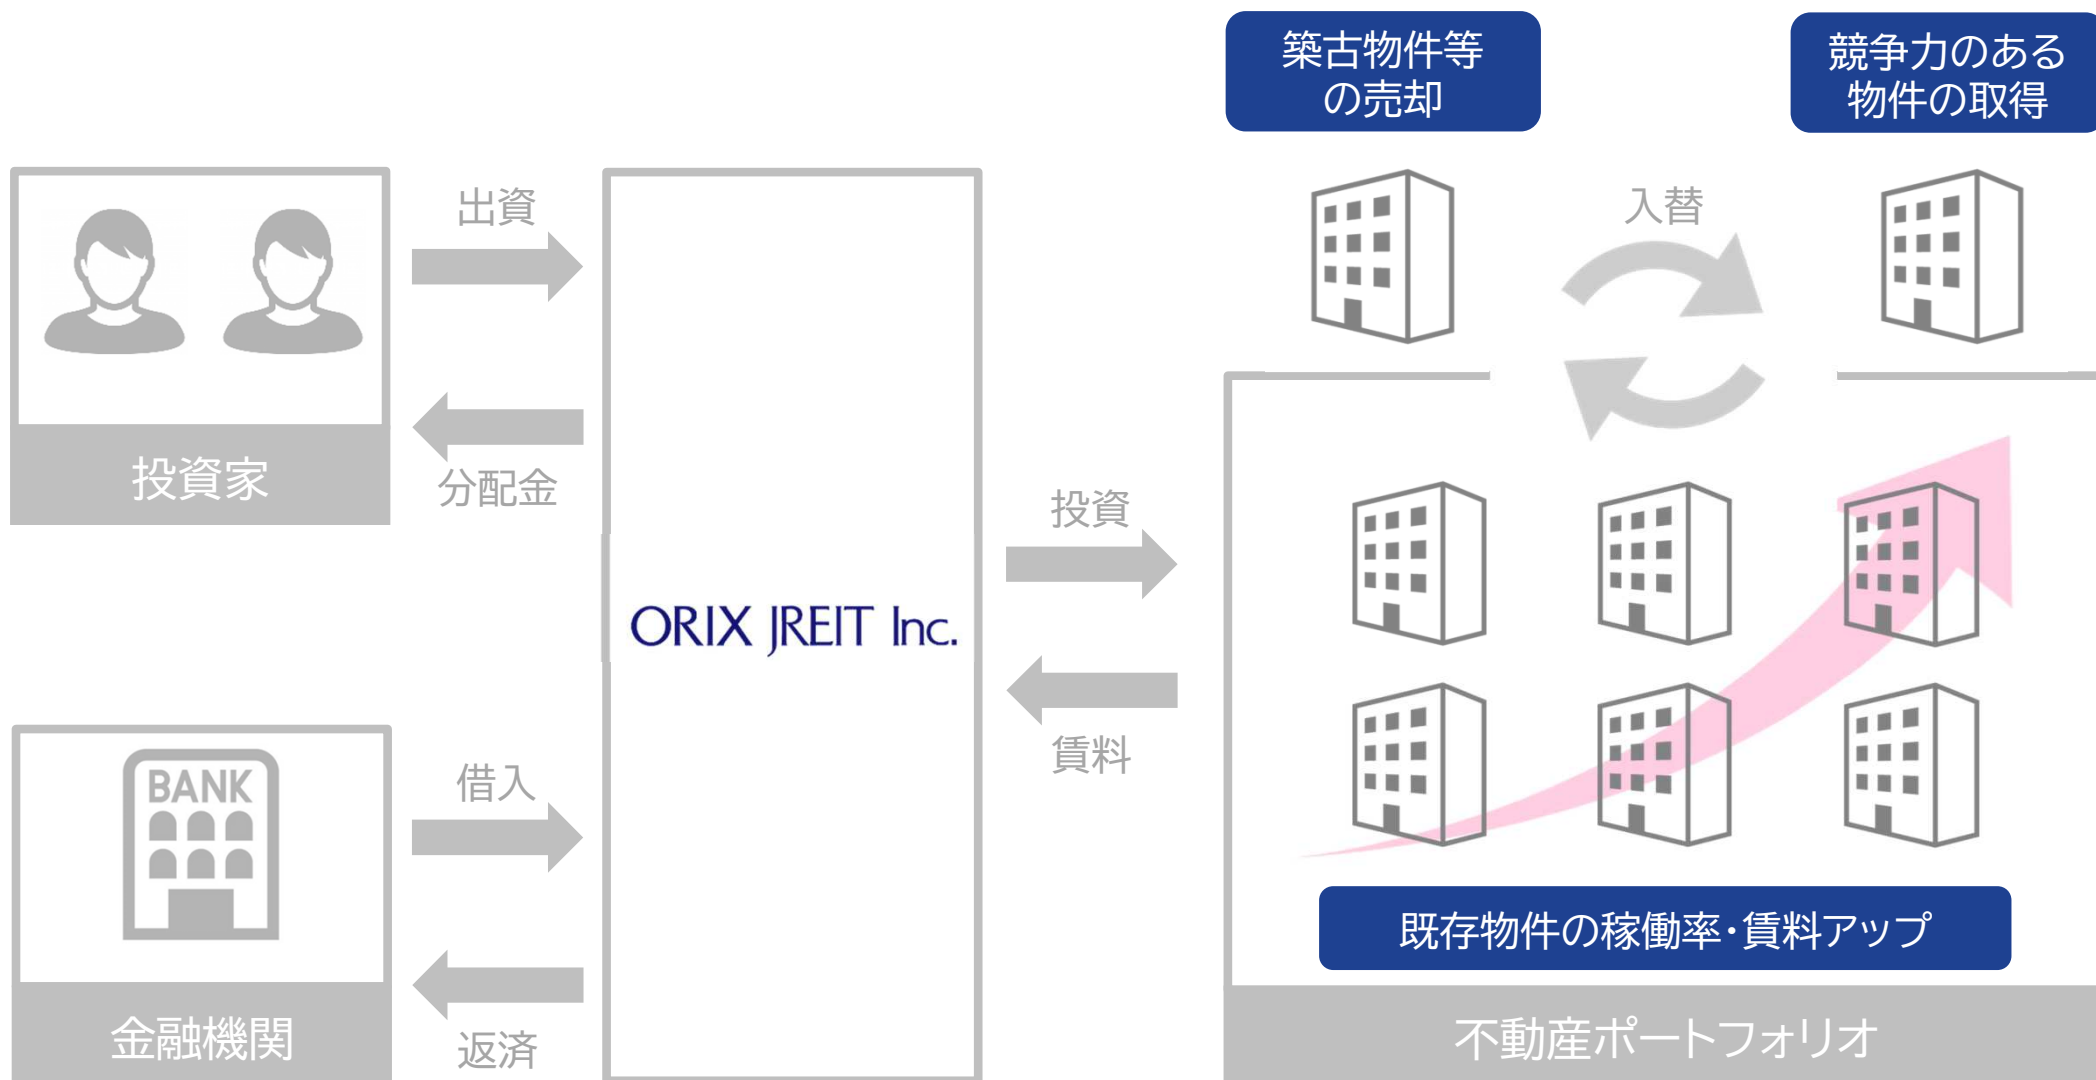 築古物件等
の売却
競争力のある
物件の取得
出資
入替
投資家
分配金
投資
ORIX JREIT Inc.
賃料
BANK
借入
既存物件の稼働率・賃料アップ
金融機関
返済
不動産ポートフォリオ